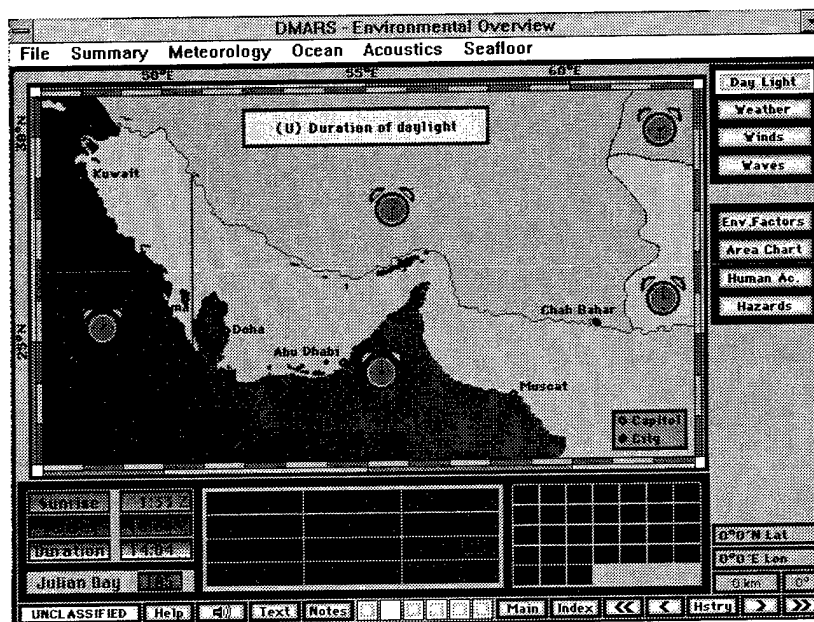 DMARS - Environmental Overview
File Summary Meteorology Ocean Acoustics Seafloor
50°E 55°E 60°E
Day Light
(U) Duration of daylight
Weather
Winds
Waves
30°N
Kuwait
Env.Factors
Area Chart
Human Ac.
Hazards
25°N
Doha
Chah Bahar
Abu Dhabi
Muscat
Capitol
City
Sunrise
Duration 14:04
Julian Day
0°0'N Lat
0°0'E Lon
0 km 0°
UNCLASSIFIED Help Text Notes Main Index << < Hstry > >>